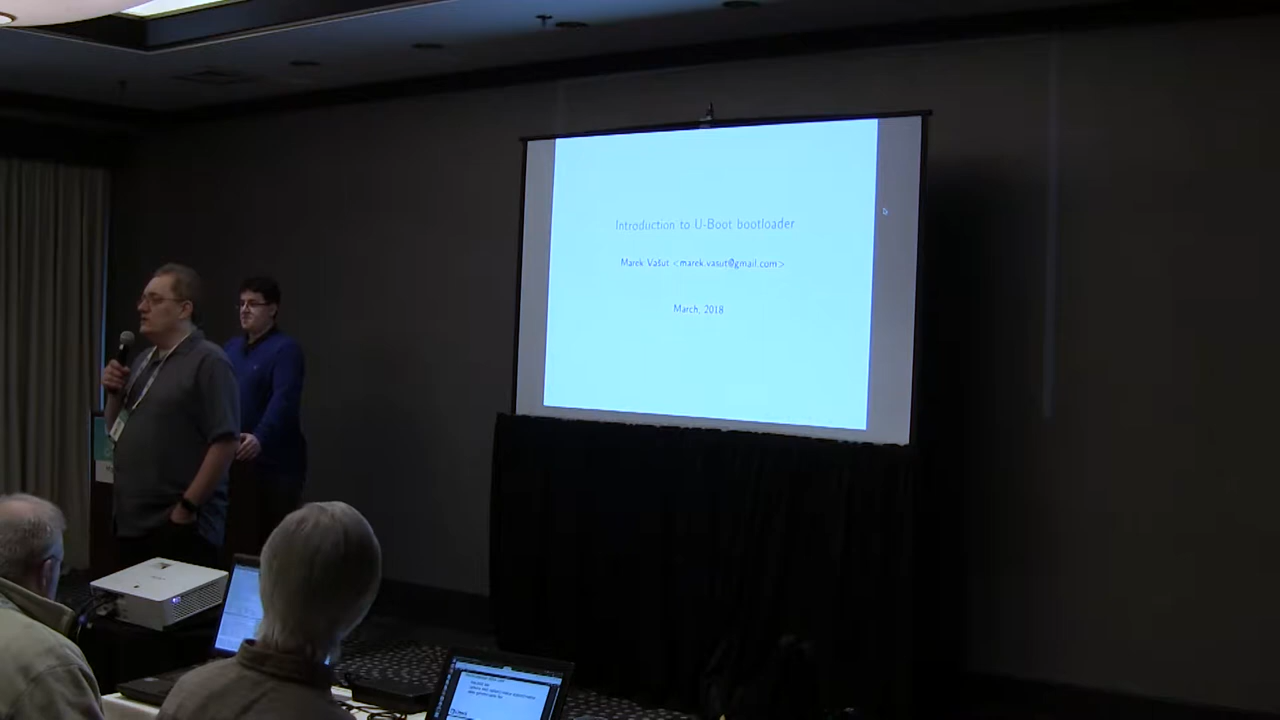 Introduction to U-Boot bootloader
Marek Vašut <marek.vasut@gmail.com>
March, 2018